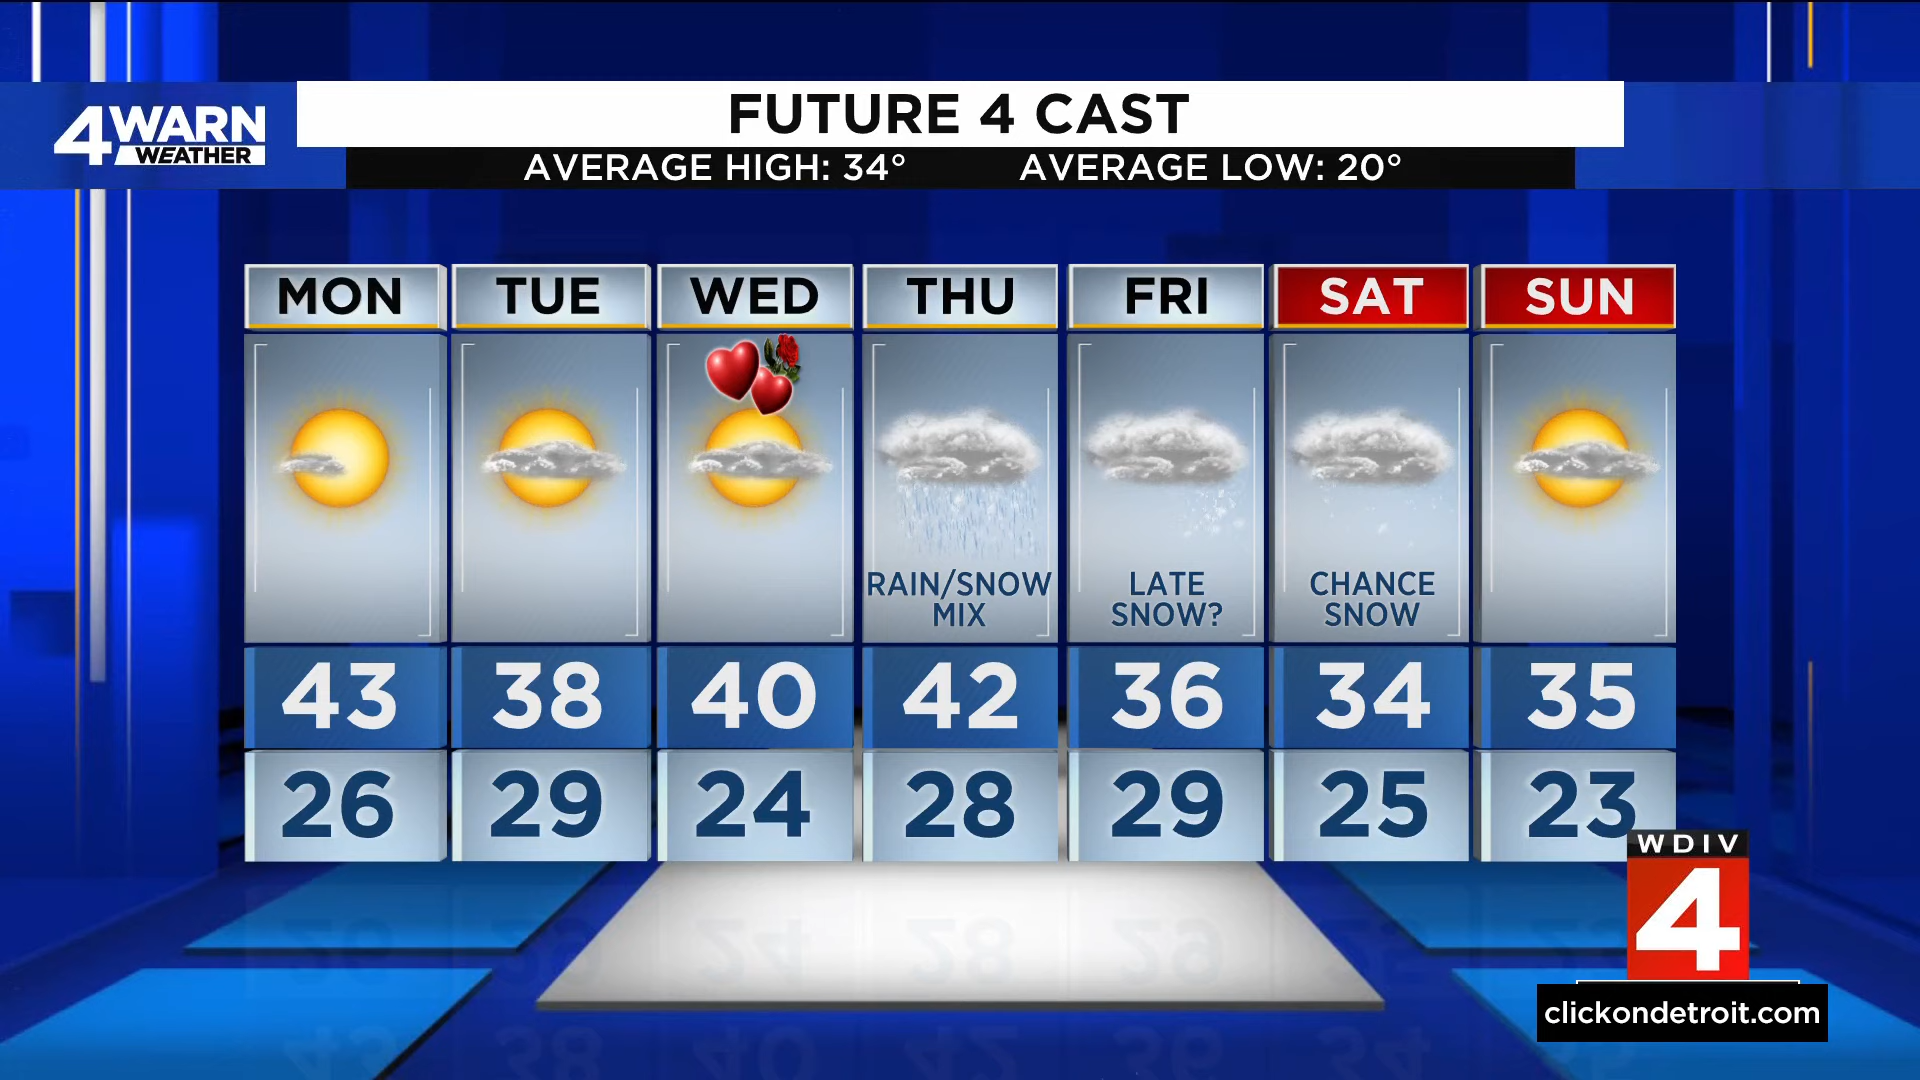 4 WARN
WEATHER
FUTURE 4 CAST
AVERAGE HIGH: 34° AVERAGE LOW: 20°
MON TUE WED THU FRI SAT SUN
RAIN/SNOW
MIX
LATE
SNOW?
CHANCE
SNOW
43 38 40 42 36 34 35
26 29 24 28 29 25 23
WDIV
4
clickondetroit.com